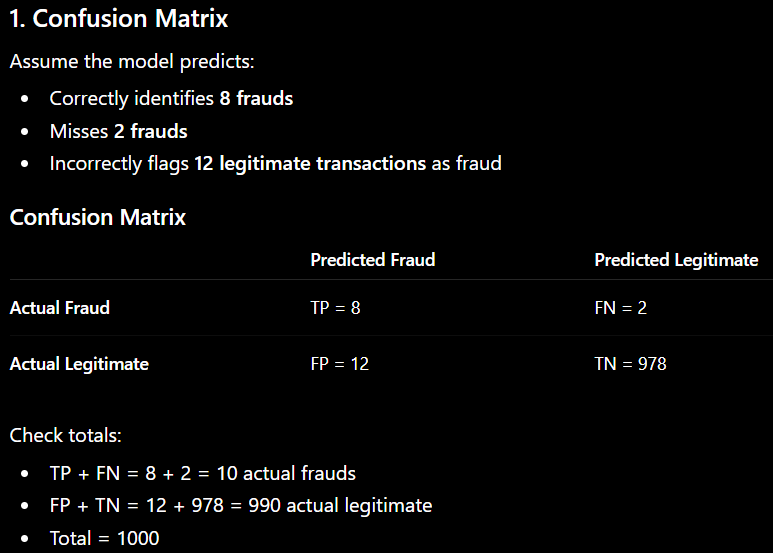 1. Confusion Matrix
Assume the model predicts:
• Correctly identifies 8 frauds
• Misses 2 frauds
• Incorrectly flags 12 legitimate transactions as fraud
Confusion Matrix
Predicted Fraud Predicted Legitimate
Actual Fraud TP = 8 FN = 2
Actual Legitimate FP = 12 TN = 978
Check totals:
• TP + FN = 8 + 2 = 10 actual frauds
• FP + TN = 12 + 978 = 990 actual legitimate
• Total = 1000